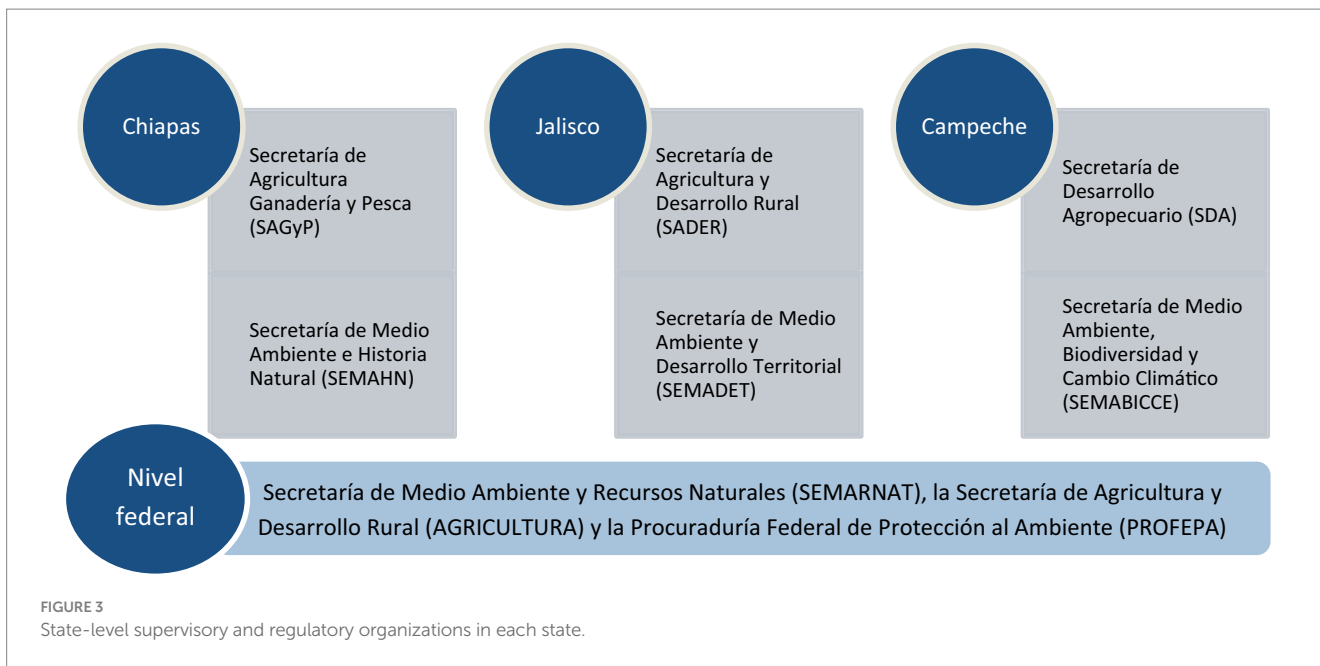 Chiapas
Secretaría de
Agricultura
Ganadería y Pesca
(SAGyP)
Secretaría de Medio
Ambiente e Historia
Natural (SEMAHN)
Jalisco
Secretaría de
Agricultura y
Desarrollo Rural
(SADER)
Secretaría de Medio
Ambiente y
Desarrollo Territorial
(SEMADET)
Campeche
Secretaría de
Desarrollo
Agropecuario (SDA)
Secretaría de Medio
Ambiente,
Biodiversidad y
Cambio Climático
(SEMABICCE)
Nivel
federal
Secretaría de Medio Ambiente y Recursos Naturales (SEMARNAT), la Secretaría de Agricultura y
Desarrollo Rural (AGRICULTURA) y la Procuraduría Federal de Protección al Ambiente (PROFEPA)
FIGURE 3
State-level supervisory and regulatory organizations in each state.